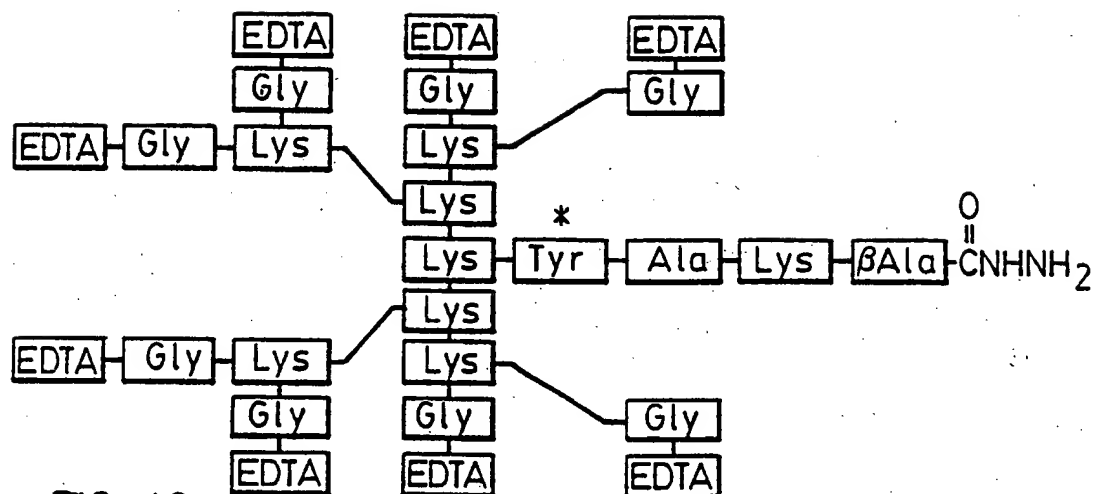 EDTA EDTA EDTA
Gly Gly Gly
EDTA Gly Lys Lys
Lys
*
O
Lys Tyr Ala Lys βAla CNHNH2
Lys
EDTA Gly Lys Lys
Gly Gly Gly
EDTA EDTA EDTA